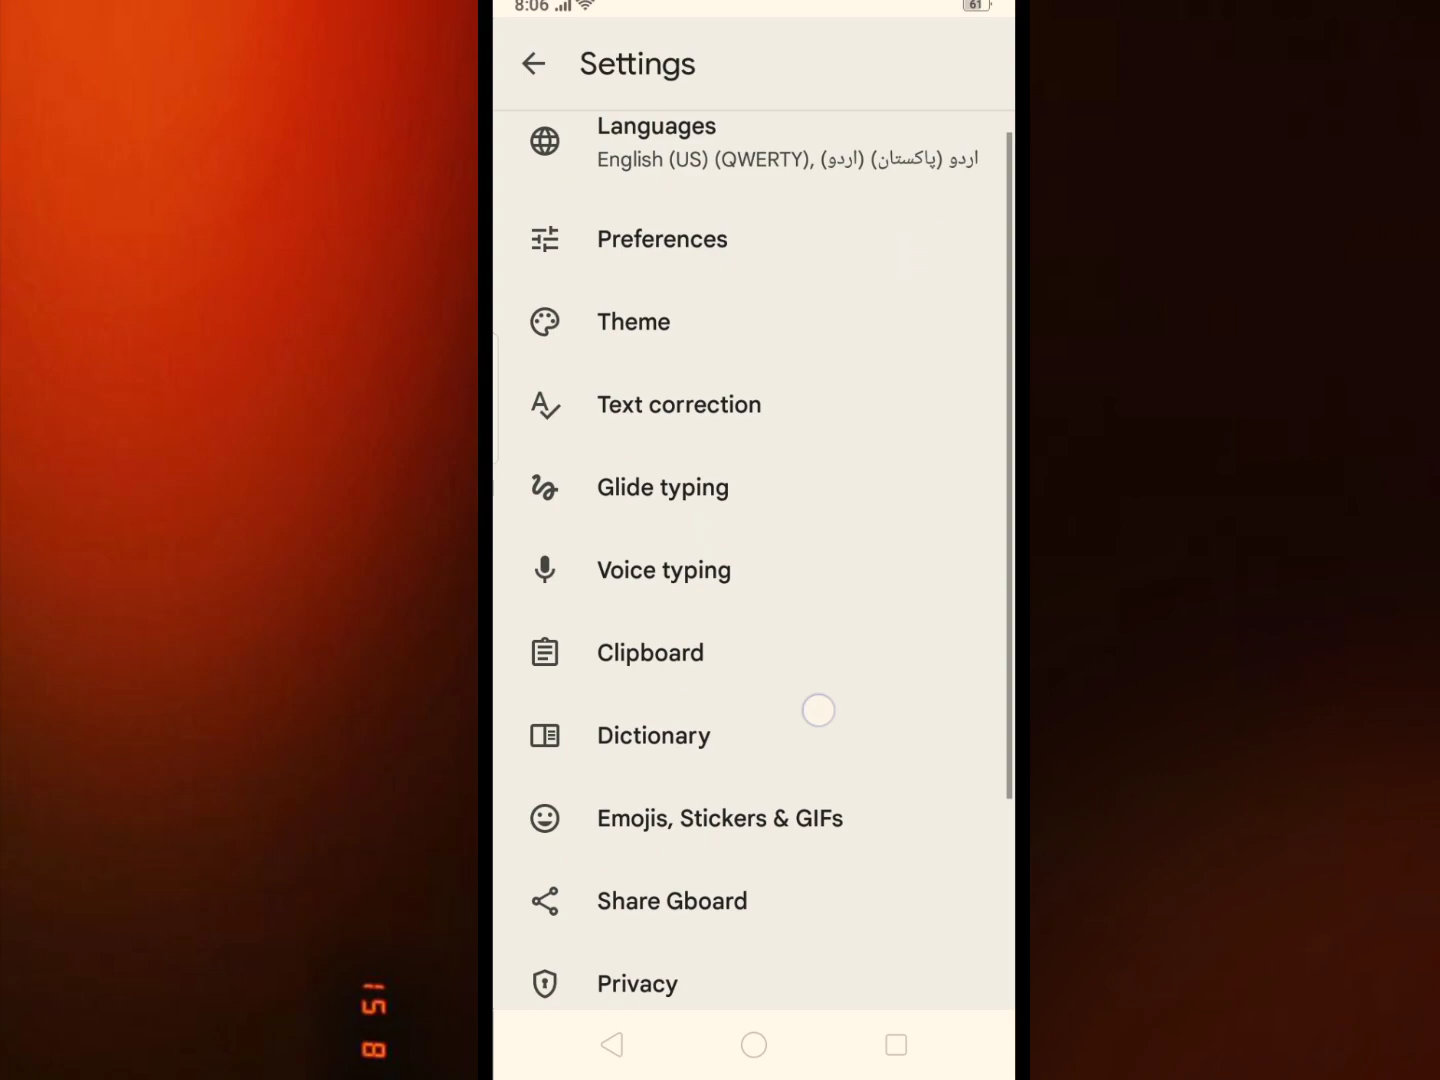 8:06
61
Settings
Languages
English (US) (QWERTY), اردو (پاکستان) (اردو)
Preferences
Theme
Text correction
Glide typing
Voice typing
Clipboard
Dictionary
Emojis, Stickers & GIFs
Share Gboard
Privacy